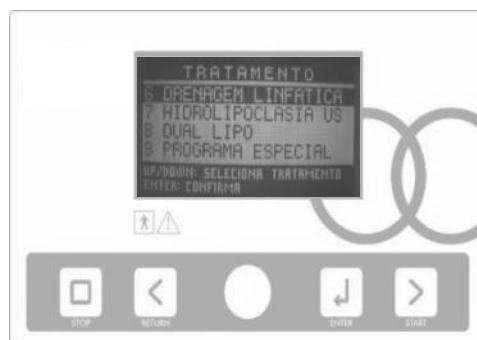 TRATAMENTO
6 DRENAGEM LINFATICA
7 HIDROLIPOCLASIA US
8 DUAL LIPO
9 PROGRAMA ESPECIAL
UP/DOWN: SELECIONA TRATAMENTO
ENTER: CONFIRMA
STOP
RETURN
ENTER
START